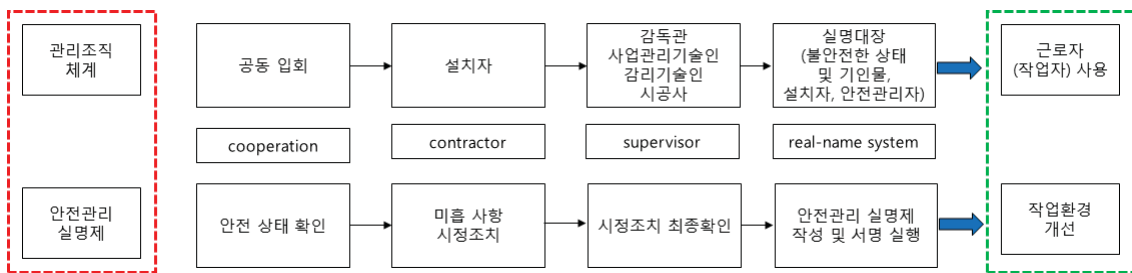 관리조직
체계
공동 입회
설치자
감독관
사업관리기술인
감리기술인
시공사
실명대장
(불안전한 상태
및 기인물,
설치자, 안전관리자)
근로자
(작업자) 사용
cooperation
contractor
supervisor
real-name system
안전관리
실명제
안전 상태 확인
미흡 사항
시정조치
시정조치 최종확인
안전관리 실명제
작성 및 서명 실행
작업환경
개선